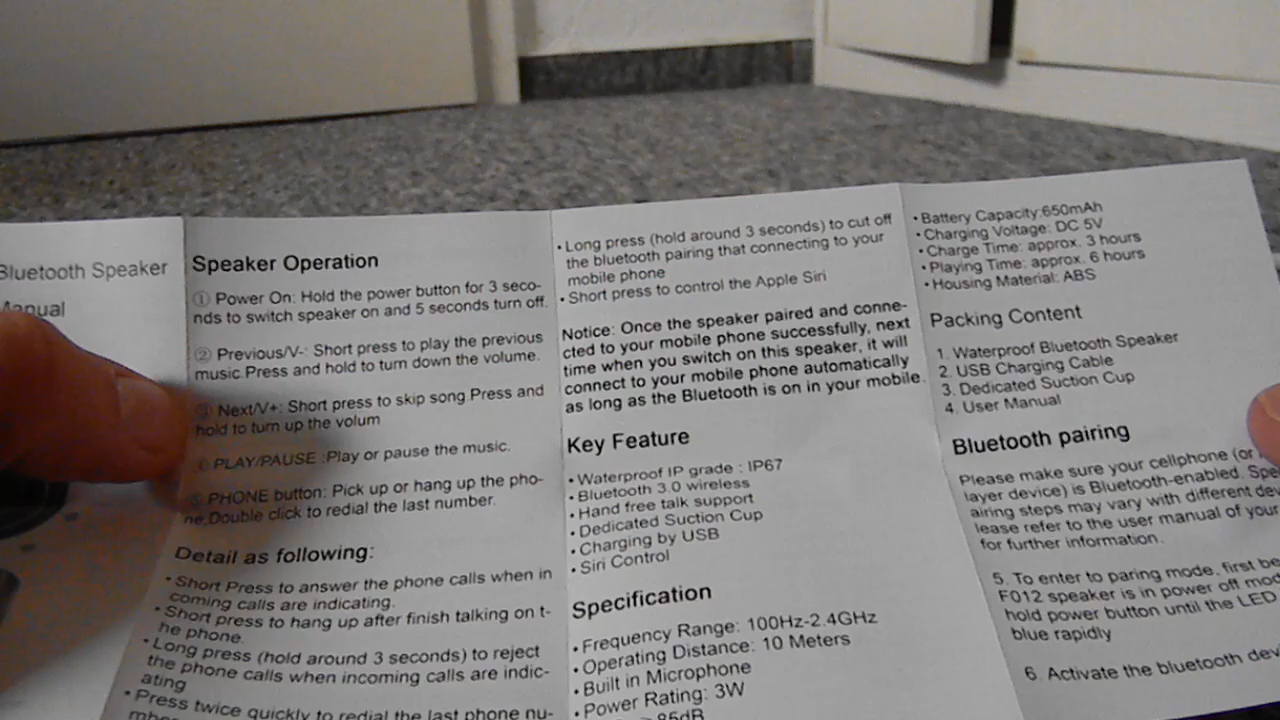 Bluetooth Speaker
Manual
Speaker Operation
① Power On: Hold the power button for 3 seco-
nds to switch speaker on and 5 seconds turn off.
② Previous/V-: Short press to play the previous
music.Press and hold to turn down the volume.
③ Next/V+: Short press to skip song Press and
hold to turn up the volum
④ PLAY/PAUSE :Play or pause the music.
⑤ PHONE button: Pick up or hang up the pho-
ne,Double click to redial the last number.
Detail as following:
• Short Press to answer the phone calls when in
coming calls are indicating.
• Short press to hang up after finish talking on t-
he phone.
• Long press (hold around 3 seconds) to reject
the phone calls when incoming calls are indic-
ating
• Press twice quickly to redial the last phone nu-
• Long press (hold around 3 seconds) to cut off
the bluetooth pairing that connecting to your
mobile phone
• Short press to control the Apple Siri
Notice: Once the speaker paired and conne-
cted to your mobile phone successfully, next
time when you switch on this speaker, it will
connect to your mobile phone automatically
as long as the Bluetooth is on in your mobile.
Key Feature
• Waterproof IP grade : IP67
• Bluetooth 3.0 wireless
• Hand free talk support
• Dedicated Suction Cup
• Charging by USB
• Siri Control
Specification
• Frequency Range: 100Hz-2.4GHz
• Operating Distance: 10 Meters
• Built in Microphone
• Power Rating: 3W
85dB
• Battery Capacity:650mAh
• Charging Voltage: DC 5V
• Charge Time: approx. 3 hours
• Playing Time: approx. 6 hours
• Housing Material: ABS
Packing Content
1. Waterproof Bluetooth Speaker
2. USB Charging Cable
3. Dedicated Suction Cup
4. User Manual
Bluetooth pairing
Please make sure your cellphone (or
layer device) is Bluetooth-enabled. Spe
airing steps may vary with different dev
lease refer to the user manual of your
for further information.
5. To enter to paring mode, first be
F012 speaker is in power off mod
hold power button until the LED
blue rapidly
6. Activate the bluetooth dev